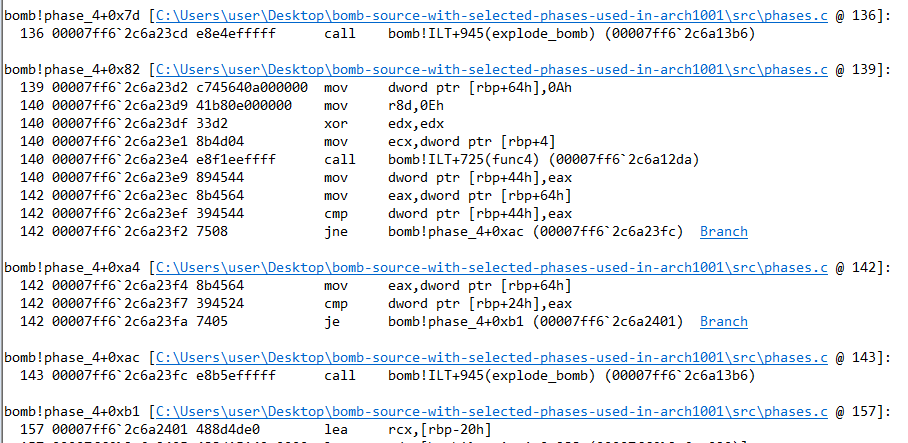 bomb!phase_4+0x7d [C:\Users\user\Desktop\bomb-source-with-selected-phases-used-in-arch1001\src\phases.c @ 136]:
136 00007ff6`2c6a23cd e8e4efffff call bomb!ILT+945(explode_bomb) (00007ff6`2c6a13b6)
bomb!phase_4+0x82 [C:\Users\user\Desktop\bomb-source-with-selected-phases-used-in-arch1001\src\phases.c @ 139]:
139 00007ff6`2c6a23d2 c745640a000000 mov dword ptr [rbp+64h],0Ah
140 00007ff6`2c6a23d9 41b80e000000 mov r8d,0Eh
140 00007ff6`2c6a23df 33d2 xor edx,edx
140 00007ff6`2c6a23e1 8b4d04 mov ecx,dword ptr [rbp+4]
140 00007ff6`2c6a23e4 e8f1eeffff call bomb!ILT+725(func4) (00007ff6`2c6a12da)
140 00007ff6`2c6a23e9 894544 mov dword ptr [rbp+44h],eax
142 00007ff6`2c6a23ec 8b4564 mov eax,dword ptr [rbp+64h]
142 00007ff6`2c6a23ef 394544 cmp dword ptr [rbp+44h],eax
142 00007ff6`2c6a23f2 7508 jne bomb!phase_4+0xac (00007ff6`2c6a23fc) Branch
bomb!phase_4+0xa4 [C:\Users\user\Desktop\bomb-source-with-selected-phases-used-in-arch1001\src\phases.c @ 142]:
142 00007ff6`2c6a23f4 8b4564 mov eax,dword ptr [rbp+64h]
142 00007ff6`2c6a23f7 394524 cmp dword ptr [rbp+24h],eax
142 00007ff6`2c6a23fa 7405 je bomb!phase_4+0xb1 (00007ff6`2c6a2401) Branch
bomb!phase_4+0xac [C:\Users\user\Desktop\bomb-source-with-selected-phases-used-in-arch1001\src\phases.c @ 143]:
143 00007ff6`2c6a23fc e8b5efffff call bomb!ILT+945(explode_bomb) (00007ff6`2c6a13b6)
bomb!phase_4+0xb1 [C:\Users\user\Desktop\bomb-source-with-selected-phases-used-in-arch1001\src\phases.c @ 157]:
157 00007ff6`2c6a2401 488d4de0 lea rcx,[rbp-20h]